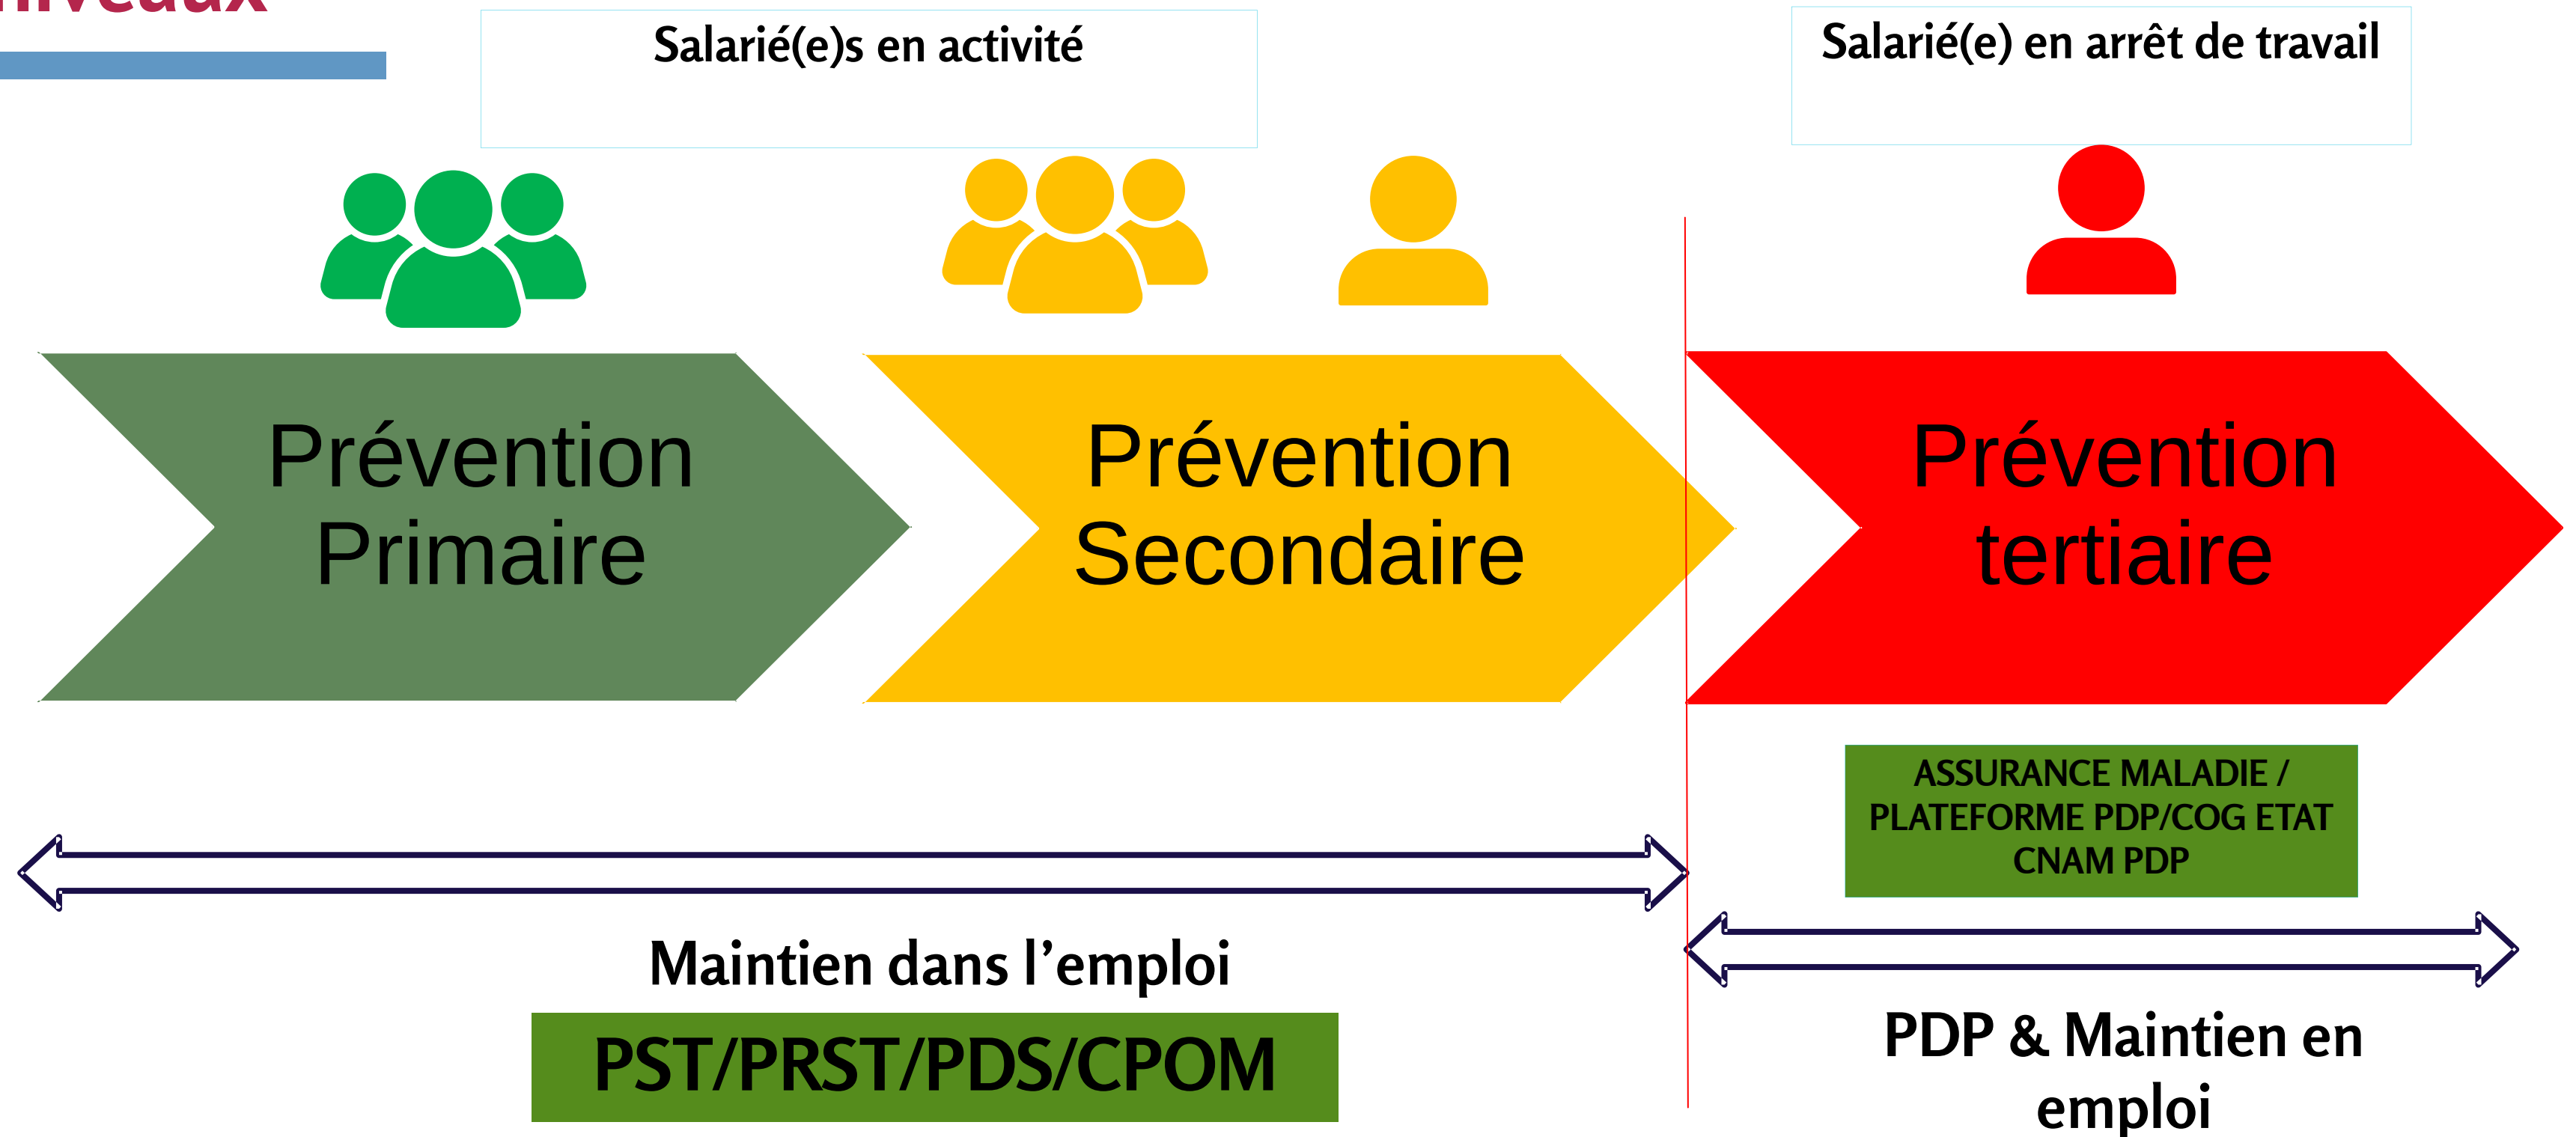 niveaux
Salarié(e)s en activité
Salarié(e) en arrêt de travail
Prévention
Primaire
Prévention
Secondaire
Prévention
tertiaire
ASSURANCE MALADIE /
PLATEFORME PDP/COG ETAT
CNAM PDP
Maintien dans l’emploi
PST/PRST/PDS/CPOM
PDP & Maintien en
emploi